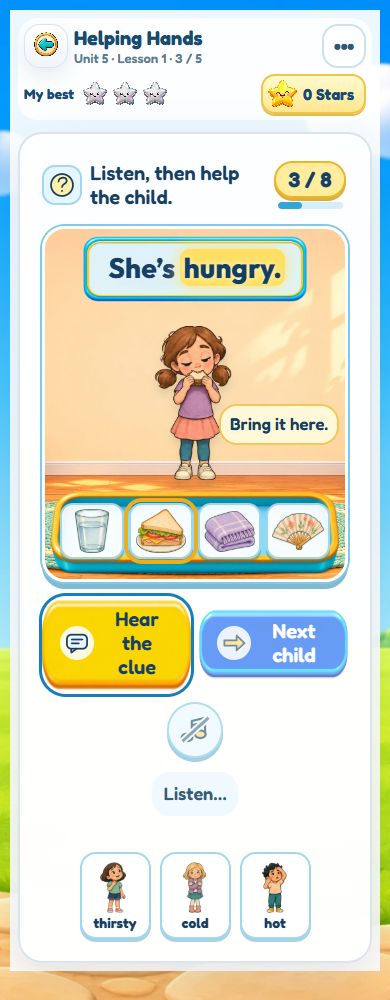 Helping Hands
Unit 5 · Lesson 1 · 3 / 5
My best
0 Stars
Listen, then help
the child.
3 / 8
She's hungry.
Bring it here.
Hear
the
clue
Next
child
Listen...
thirsty
cold
hot